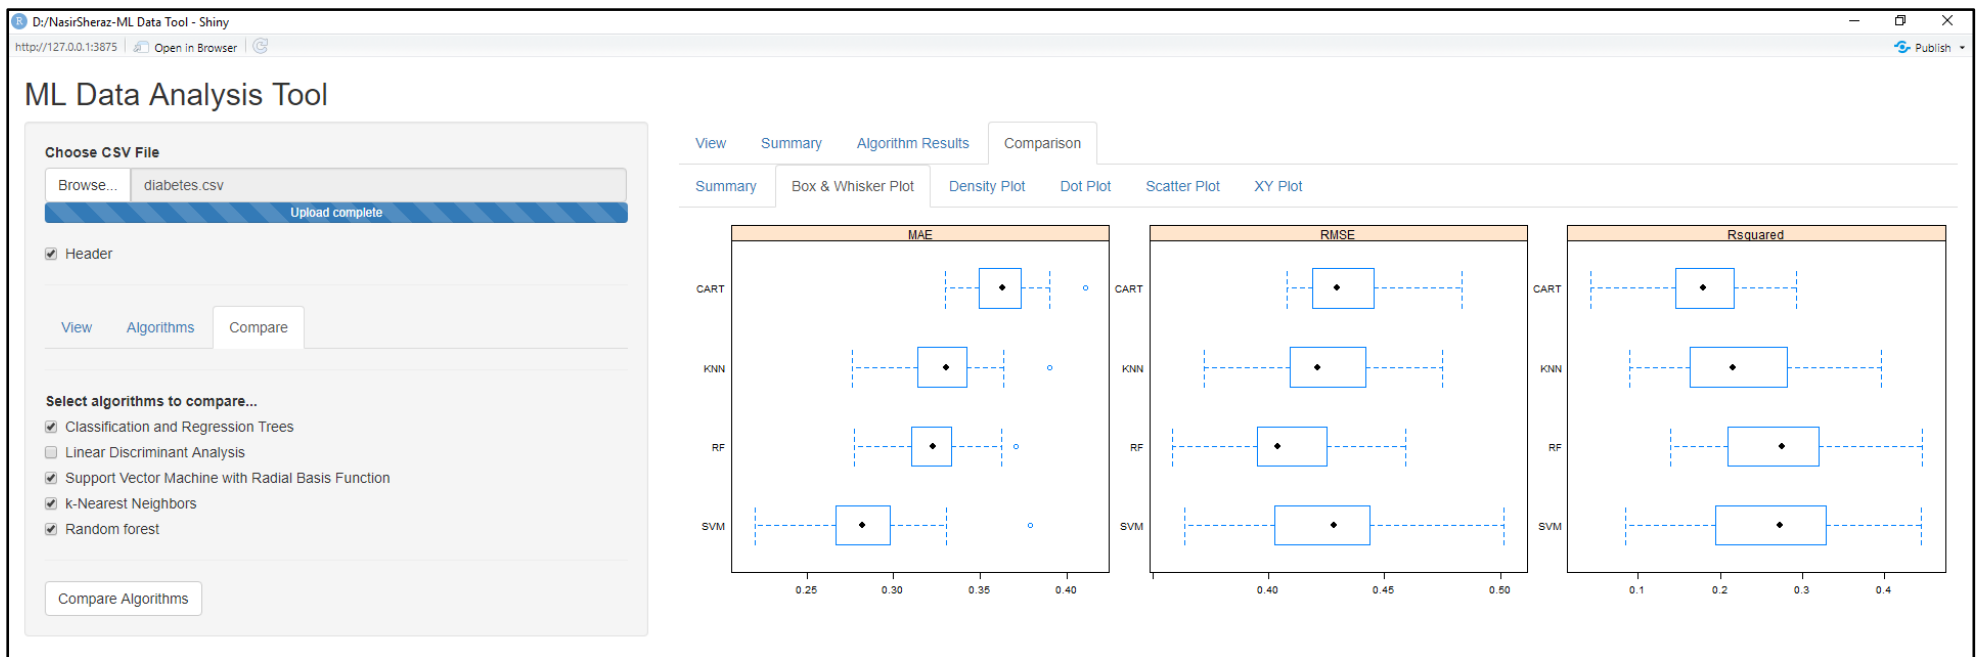 D:/NasirSheraz-ML Data Tool - Shiny
http://127.0.0.1:3875 Open in Browser Publish
ML Data Analysis Tool
Choose CSV File
Browse... diabetes.csv
Upload complete
Header
View Algorithms Compare
Select algorithms to compare...
Classification and Regression Trees
Linear Discriminant Analysis
Support Vector Machine with Radial Basis Function
k-Nearest Neighbors
Random forest
Compare Algorithms
View Summary Algorithm Results Comparison
Summary Box & Whisker Plot Density Plot Dot Plot Scatter Plot XY Plot
MAE
CART
KNN
RF
SVM
0.25 0.30 0.35 0.40
RMSE
CART
KNN
RF
SVM
0.40 0.45 0.50
Rsquared
CART
KNN
RF
SVM
0.1 0.2 0.3 0.4